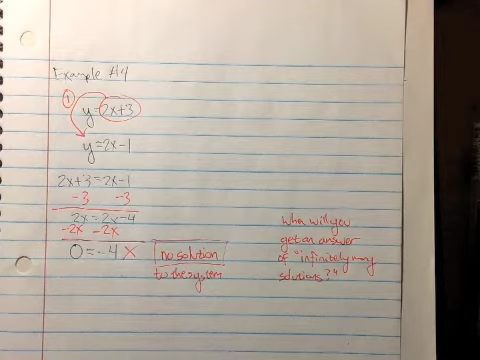 Example #4
①
y=2x+3
y=2x-1
2x+3=2x-1
-3 -3
2x=2x-4
-2x -2x
0=-4 X
no solution
to the system
When will you
get an answer
of "infinitely many
solutions?"